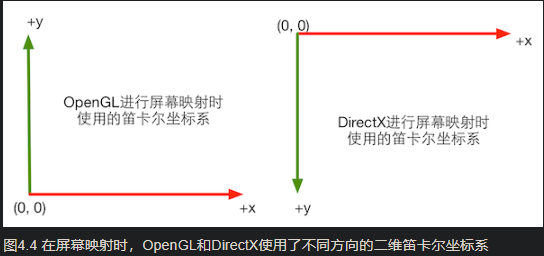 +y
OpenGL进行屏幕映射时
使用的笛卡尔坐标系
(0, 0)
+x
(0, 0)
+x
DirectX进行屏幕映射时
使用的笛卡尔坐标系
+y
图4.4 在屏幕映射时，OpenGL和DirectX使用了不同方向的二维笛卡尔坐标系